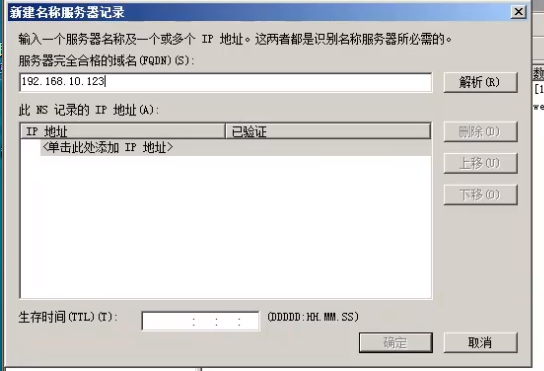 新建名称服务器记录
输入一个服务器名称及一个或多个 IP 地址。这两者都是识别名称服务器所必需的。
服务器完全合格的域名(FQDN)(S):
192.168.10.123
解析(R)
此 NS 记录的 IP 地址(A):
IP 地址 已验证
<单击此处添加 IP 地址>
删除(D)
上移(U)
下移(O)
生存时间(TTL)(T): : : : (DDDDD:HH.MM.SS)
确定 取消
数
[1
we